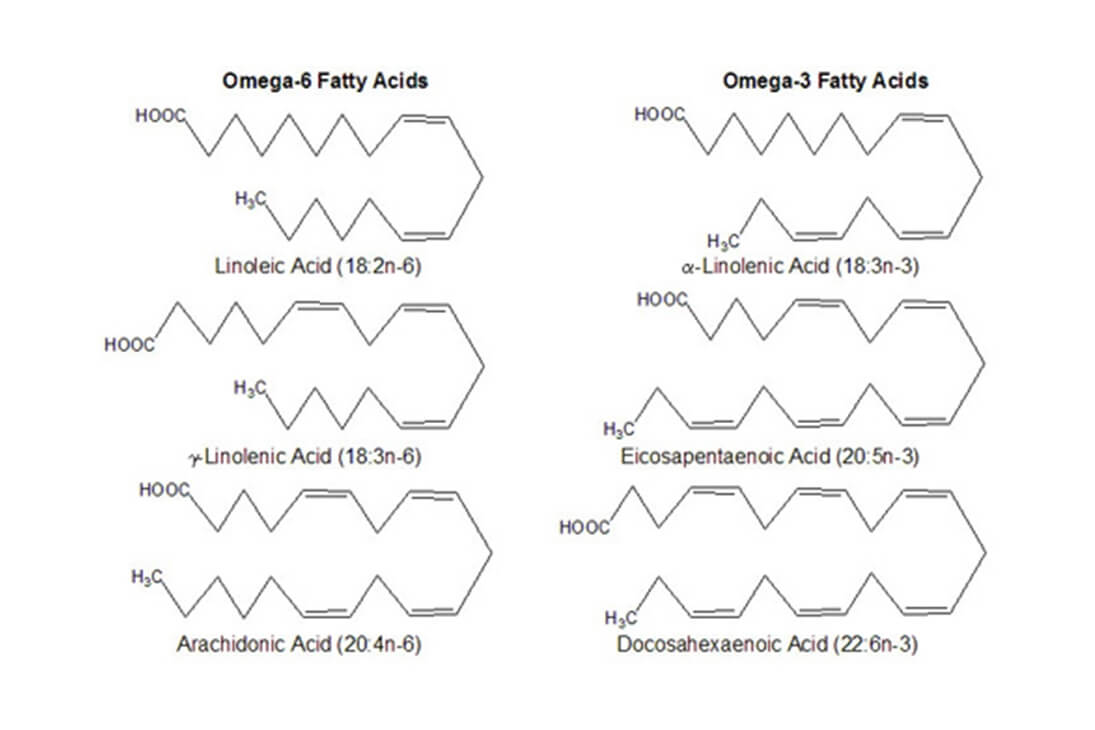 Omega-6 Fatty Acids
HOOC
H₃C
Linoleic Acid (18:2n-6)
HOOC
H₃C
γ-Linolenic Acid (18:3n-6)
HOOC
H₃C
Arachidonic Acid (20:4n-6)
Omega-3 Fatty Acids
HOOC
H₃C
α-Linolenic Acid (18:3n-3)
HOOC
H₃C
Eicosapentaenoic Acid (20:5n-3)
HOOC
H₃C
Docosahexaenoic Acid (22:6n-3)